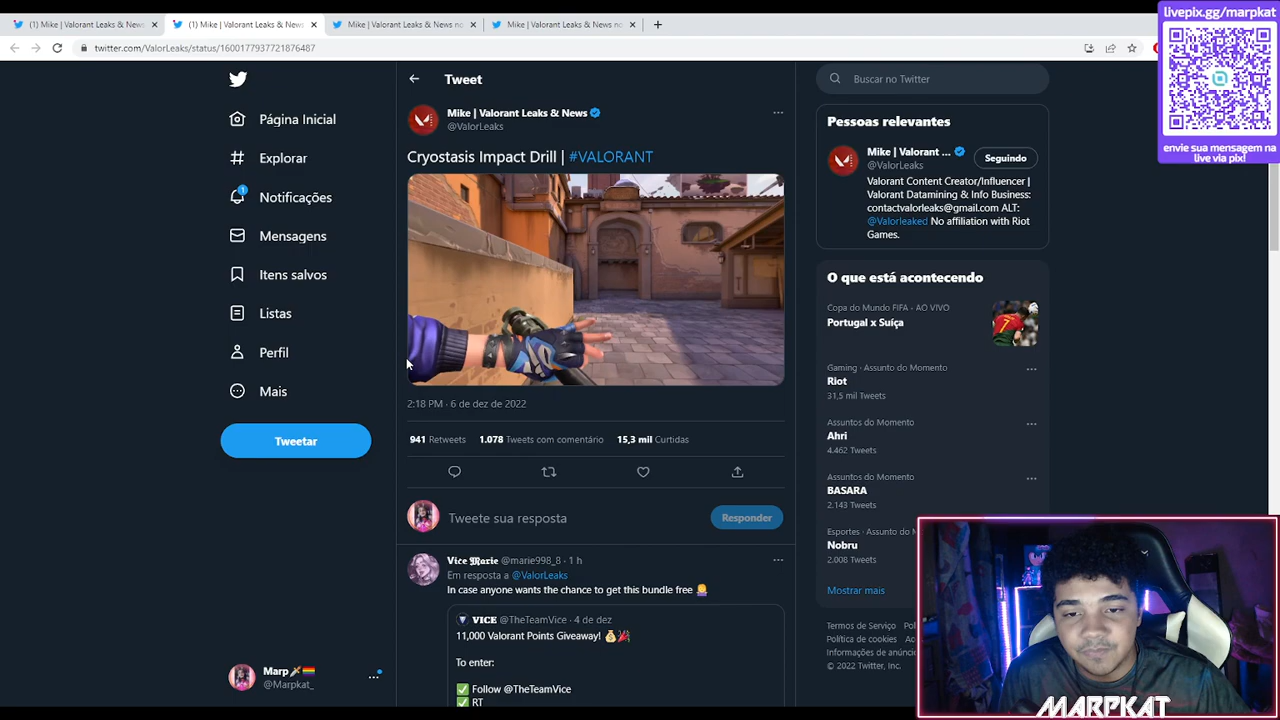 (1) Mike | Valorant Leaks & News
(1) Mike | Valorant Leaks & News
Mike | Valorant Leaks & News no
Mike | Valorant Leaks & News no
twitter.com/ValorLeaks/status/1600177937721876487
livepix.gg/marpkat
envie sua mensagem na
live via pix!
Página Inicial
Explorar
1
Notificações
Mensagens
Itens salvos
Listas
Perfil
Mais
Tweetar
Marp
@Marpkat_
Tweet
Mike | Valorant Leaks & News
@ValorLeaks
Cryostasis Impact Drill | #VALORANT
2:18 PM · 6 de dez de 2022
941 Retweets 1.078 Tweets com comentário 15,3 mil Curtidas
Tweete sua resposta
Responder
Vice Marie @marie998_8 · 1 h
Em resposta a @ValorLeaks
In case anyone wants the chance to get this bundle free
VICE @TheTeamVice · 4 de dez
11,000 Valorant Points Giveaway!
To enter:
Follow @TheTeamVice
RT
Buscar no Twitter
Pessoas relevantes
Mike | Valorant ...
@ValorLeaks
Seguindo
Valorant Content Creator/Influencer |
Valorant Datamining & Info Business:
contactvalorleaks@gmail.com ALT:
@Valorleaked No affiliation with Riot
Games.
O que está acontecendo
Copa do Mundo FIFA · AO VIVO
Portugal x Suíça
Gaming · Assunto do Momento
Riot
31,5 mil Tweets
Assuntos do Momento
Ahri
4.462 Tweets
Assuntos do Momento
BASARA
2.143 Tweets
Esportes · Assunto do M
Nobru
2.008 Tweets
Mostrar mais
Termos de Serviço
Política de cookies
Informações de anúnc
© 2022 Twitter, Inc.
MARPKAT